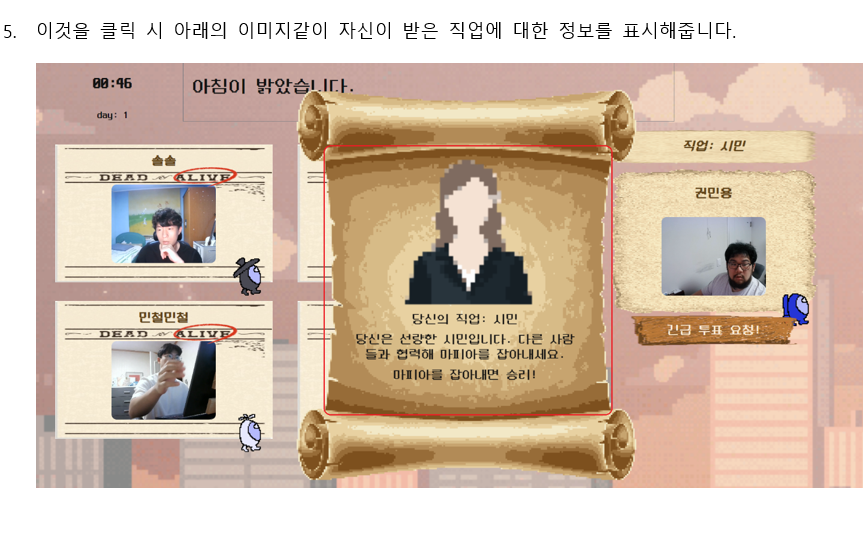 5. 이것을 클릭 시 아래의 이미지같이 자신이 받은 직업에 대한 정보를 표시해줍니다.
00:46
day: 1
아침이 밝았습니다.
솔솔
DEAD or ALIVE
민철민철
DEAD or ALIVE
당신의 직업: 시민
당신은 선량한 시민입니다. 다른 사람
들과 협력해 마피아를 잡아내세요.
마피아를 잡아내면 승리!
직업: 시민
권민용
긴급 투표 요청!